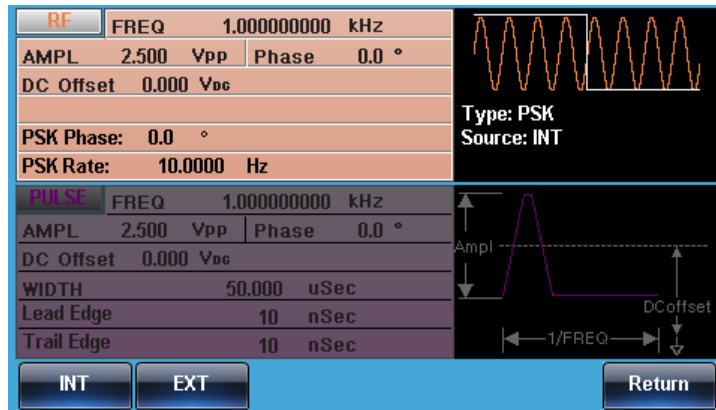 RF FREQ 1.000000000 kHz
AMPL 2.500 Vpp Phase 0.0 °
DC Offset 0.000 VDC
PSK Phase: 0.0 °
PSK Rate: 10.0000 Hz
Type: PSK
Source: INT
PULSE FREQ 1.000000000 kHz
AMPL 2.500 Vpp Phase 0.0 °
DC Offset 0.000 VDC
WIDTH 50.000 uSec
Lead Edge 10 nSec
Trail Edge 10 nSec
Ampl
DCoffset
1/FREQ
INT EXT Return